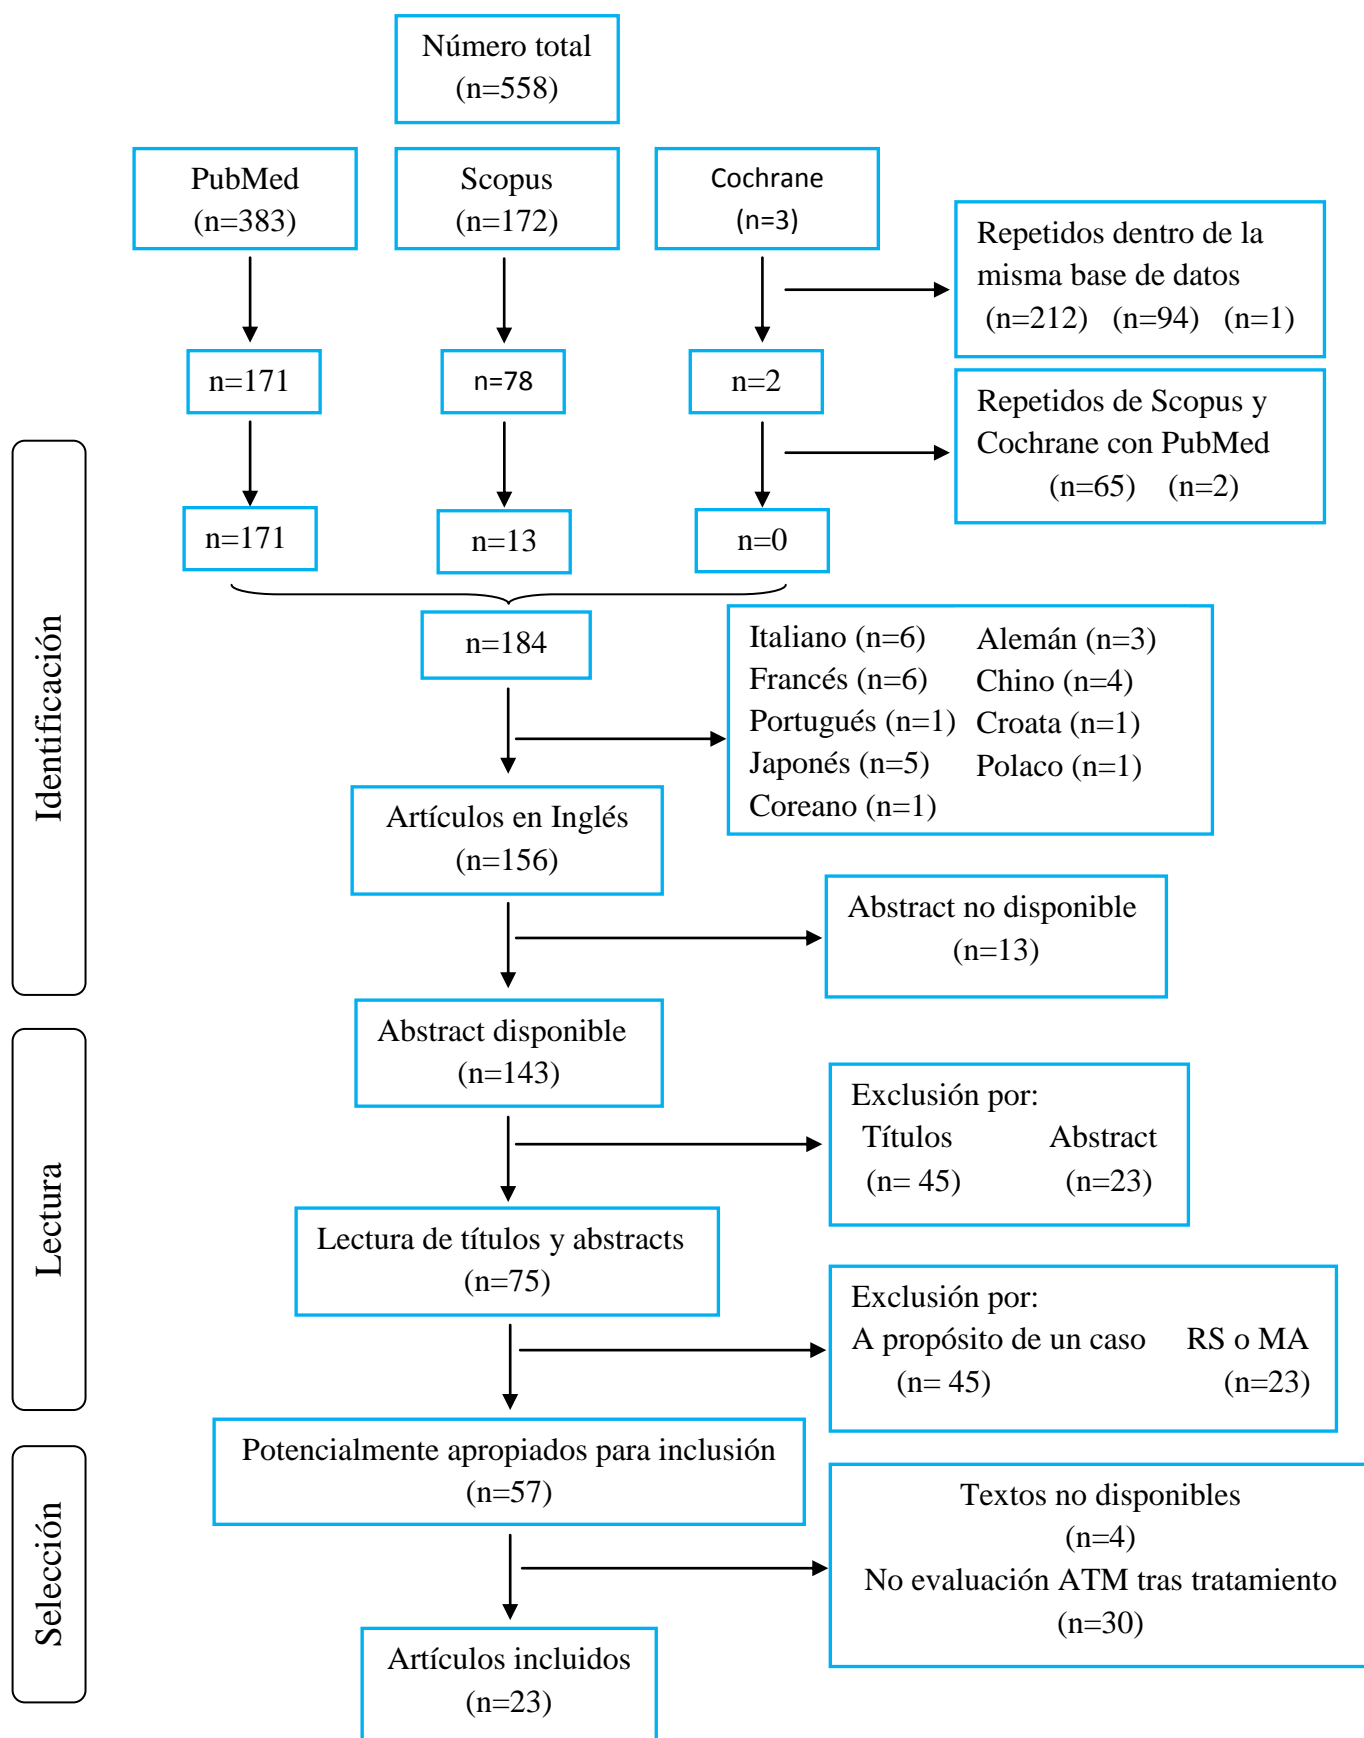 Número total
(n=558)
PubMed
(n=383)
Scopus
(n=172)
Cochrane
(n=3)
Repetidos dentro de la
misma base de datos
(n=212) (n=94) (n=1)
n=171
n=78
n=2
Repetidos de Scopus y
Cochrane con PubMed
(n=65) (n=2)
n=171
n=13
n=0
Identificación
n=184
Italiano (n=6)
Francés (n=6)
Portugués (n=1)
Japonés (n=5)
Coreano (n=1)
Alemán (n=3)
Chino (n=4)
Croata (n=1)
Polaco (n=1)
Artículos en Inglés
(n=156)
Abstract no disponible
(n=13)
Abstract disponible
(n=143)
Lectura
Exclusión por:
Títulos Abstract
(n= 45) (n=23)
Lectura de títulos y abstracts
(n=75)
Exclusión por:
A propósito de un caso RS o MA
(n= 45) (n=23)
Potencialmente apropiados para inclusión
(n=57)
Selección
Textos no disponibles
(n=4)
No evaluación ATM tras tratamiento
(n=30)
Artículos incluidos
(n=23)